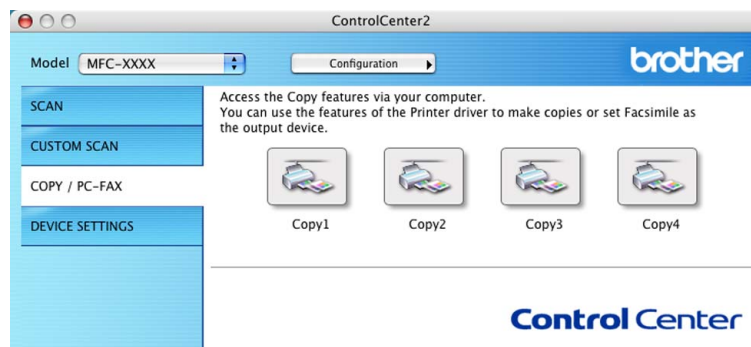 ControlCenter2
Model MFC-XXXX Configuration brother
SCAN
CUSTOM SCAN
COPY / PC-FAX
DEVICE SETTINGS
Access the Copy features via your computer.
You can use the features of the Printer driver to make copies or set Facsimile as
the output device.
Copy1 Copy2 Copy3 Copy4
Control Center